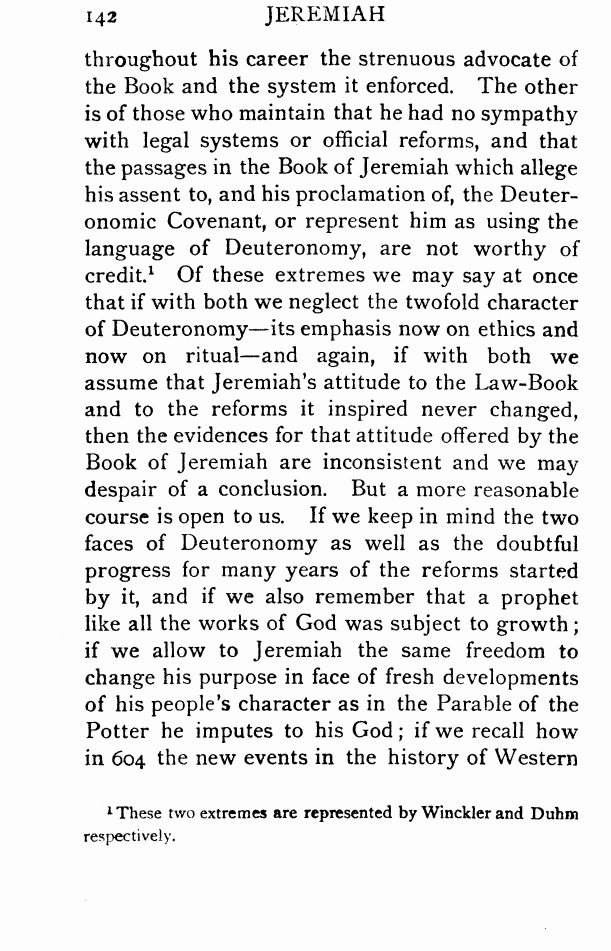 142 JEREMIAH
throughout his career the strenuous advocate of
the Book and the system it enforced. The other
is of those who maintain that he had no sympathy
with legal systems or official reforms, and that
the passages in the Book of Jeremiah which allege
his assent to, and his proclamation of, the Deuter-
onomic Covenant, or represent him as using the
language of Deuteronomy, are not worthy of
credit.¹ Of these extremes we may say at once
that if with both we neglect the twofold character
of Deuteronomy—its emphasis now on ethics and
now on ritual—and again, if with both we
assume that Jeremiah's attitude to the Law-Book
and to the reforms it inspired never changed,
then the evidences for that attitude offered by the
Book of Jeremiah are inconsistent and we may
despair of a conclusion. But a more reasonable
course is open to us. If we keep in mind the two
faces of Deuteronomy as well as the doubtful
progress for many years of the reforms started
by it, and if we also remember that a prophet
like all the works of God was subject to growth;
if we allow to Jeremiah the same freedom to
change his purpose in face of fresh developments
of his people's character as in the Parable of the
Potter he imputes to his God; if we recall how
in 604 the new events in the history of Western
¹ These two extremes are represented by Winckler and Duhm
respectively.